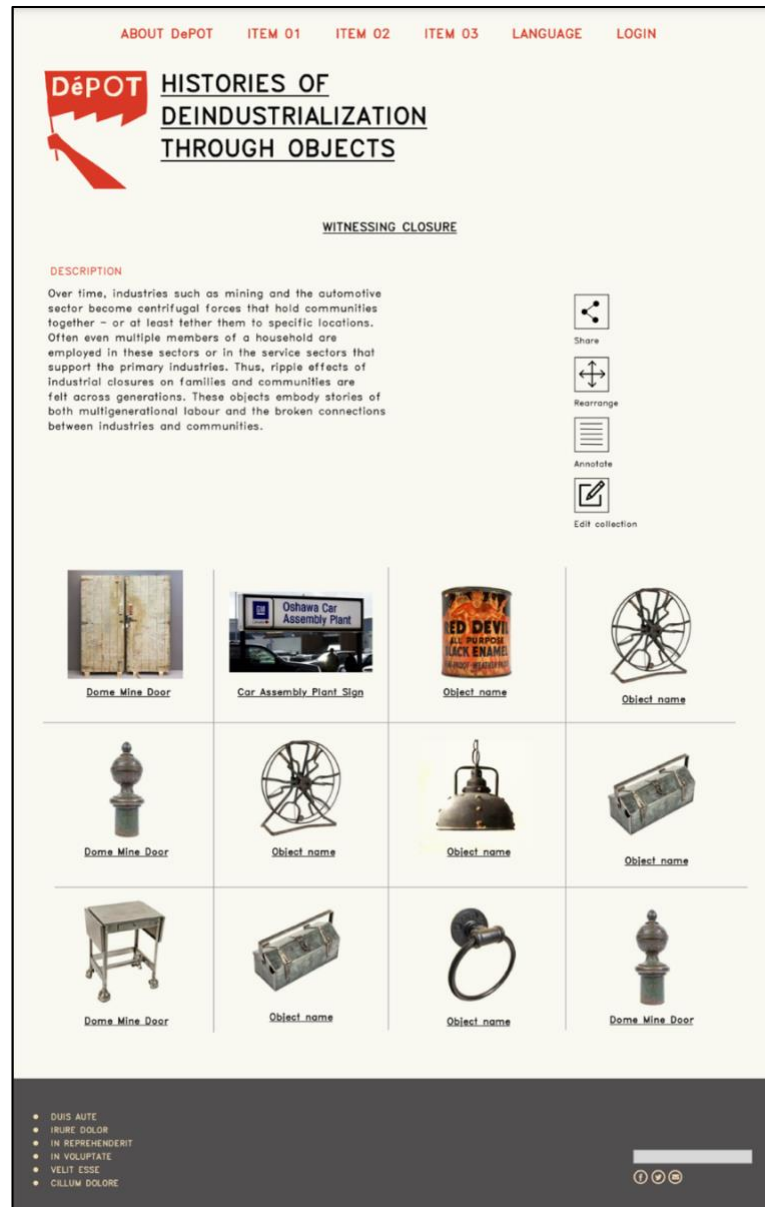 ABOUT DePOT ITEM 01 ITEM 02 ITEM 03 LANGUAGE LOGIN
DéPOT
HISTORIES OF
DEINDUSTRIALIZATION
THROUGH OBJECTS
WITNESSING CLOSURE
DESCRIPTION
Over time, industries such as mining and the automotive
sector become centrifugal forces that hold communities
together – or at least tether them to specific locations.
Often even multiple members of a household are
employed in these sectors or in the service sectors that
support the primary industries. Thus, ripple effects of
industrial closures on families and communities are
felt across generations. These objects embody stories of
both multigenerational labour and the broken connections
between industries and communities.
Share
Rearrange
Annotate
Edit collection
GM
Oshawa Car
Assembly Plant
RED DEVIL
ALL PURPOSE
BLACK ENAMEL
Dome Mine Door
Car Assembly Plant Sign
Object name
Object name
Dome Mine Door
Object name
Object name
Object name
Dome Mine Door
Object name
Object name
Dome Mine Door
DUIS AUTE
IRURE DOLOR
IN REPREHENDERIT
IN VOLUPTATE
VELIT ESSE
CILLUM DOLORE